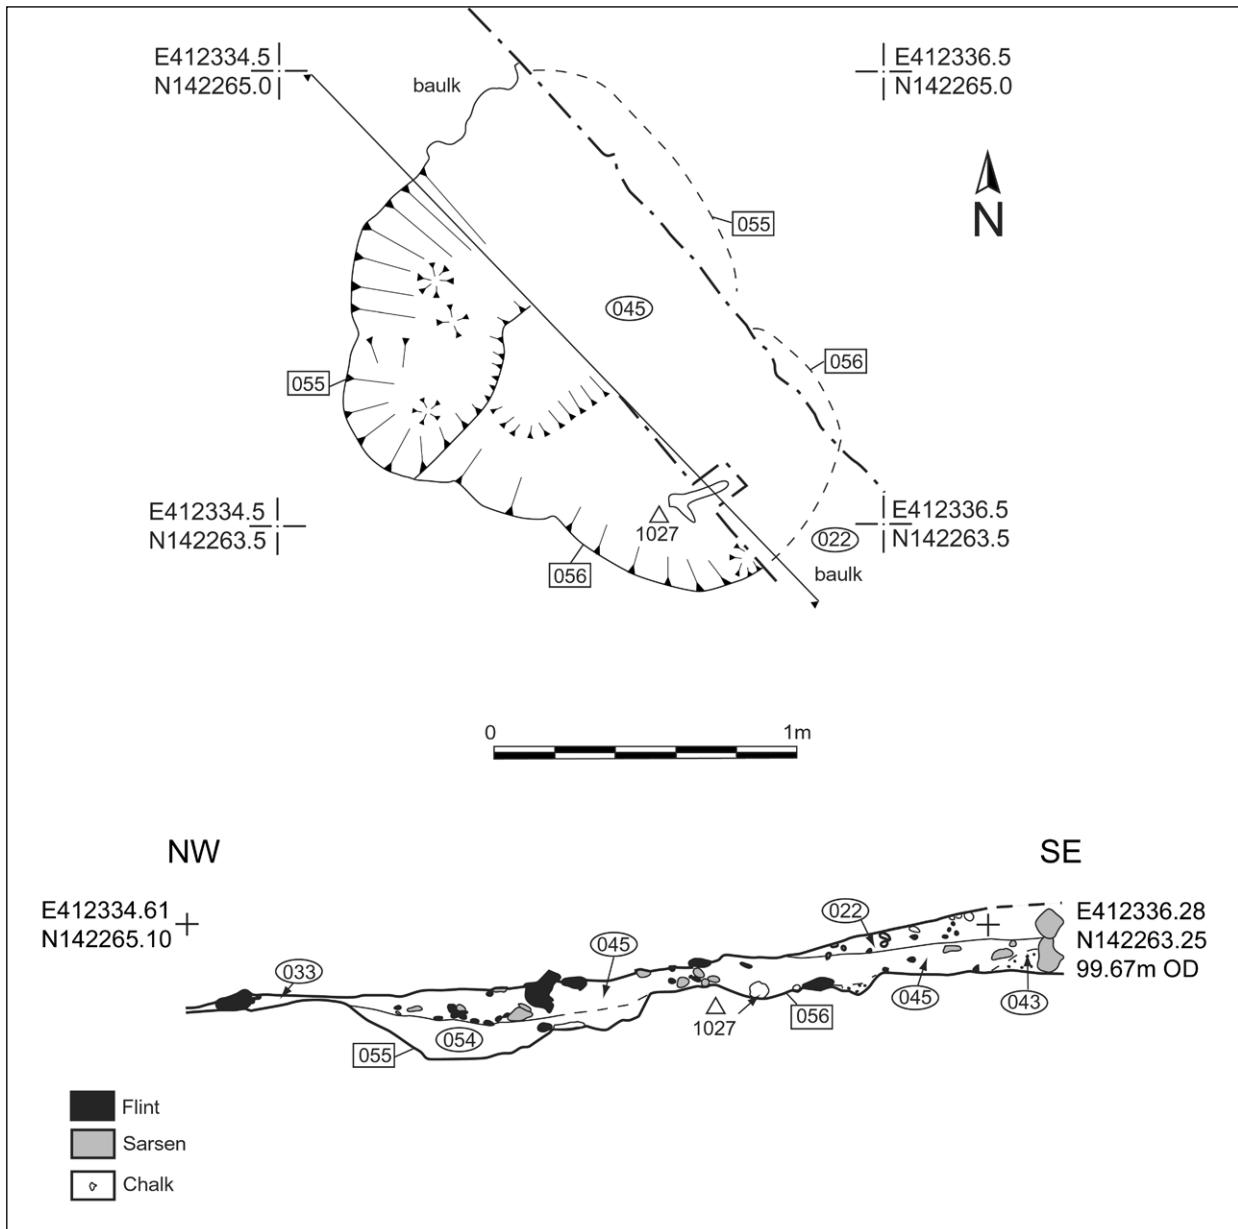 E412334.5
N142265.0
baulk
E412336.5
N142265.0
N
055
056
045
055
E412334.5
N142263.5
1027
056
E412336.5
N142263.5
022
baulk
0
1m
NW
SE
E412334.61
N142265.10
033
045
022
E412336.28
N142263.25
99.67m OD
054
055
1027
056
045
043
Flint
Sarsen
Chalk